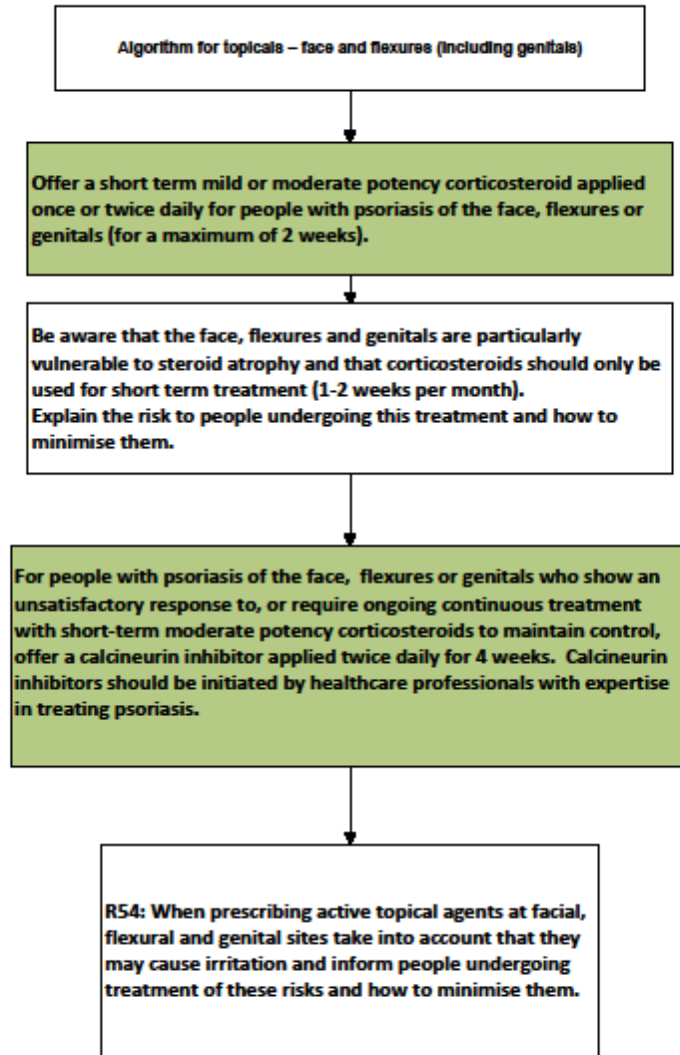 Algorithm for topicals – face and flexures (including genitals)
Offer a short term mild or moderate potency corticosteroid applied
once or twice daily for people with psoriasis of the face, flexures or
genitals (for a maximum of 2 weeks).
Be aware that the face, flexures and genitals are particularly
vulnerable to steroid atrophy and that corticosteroids should only be
used for short term treatment (1-2 weeks per month).
Explain the risk to people undergoing this treatment and how to
minimise them.
For people with psoriasis of the face,  flexures or genitals who show an
unsatisfactory response to, or require ongoing continuous treatment
with short-term moderate potency corticosteroids to maintain control,
offer a calcineurin inhibitor applied twice daily for 4 weeks.  Calcineurin
inhibitors should be initiated by healthcare professionals with expertise
in treating psoriasis.
R54: When prescribing active topical agents at facial,
flexural and genital sites take into account that they
may cause irritation and inform people undergoing
treatment of these risks and how to minimise them.